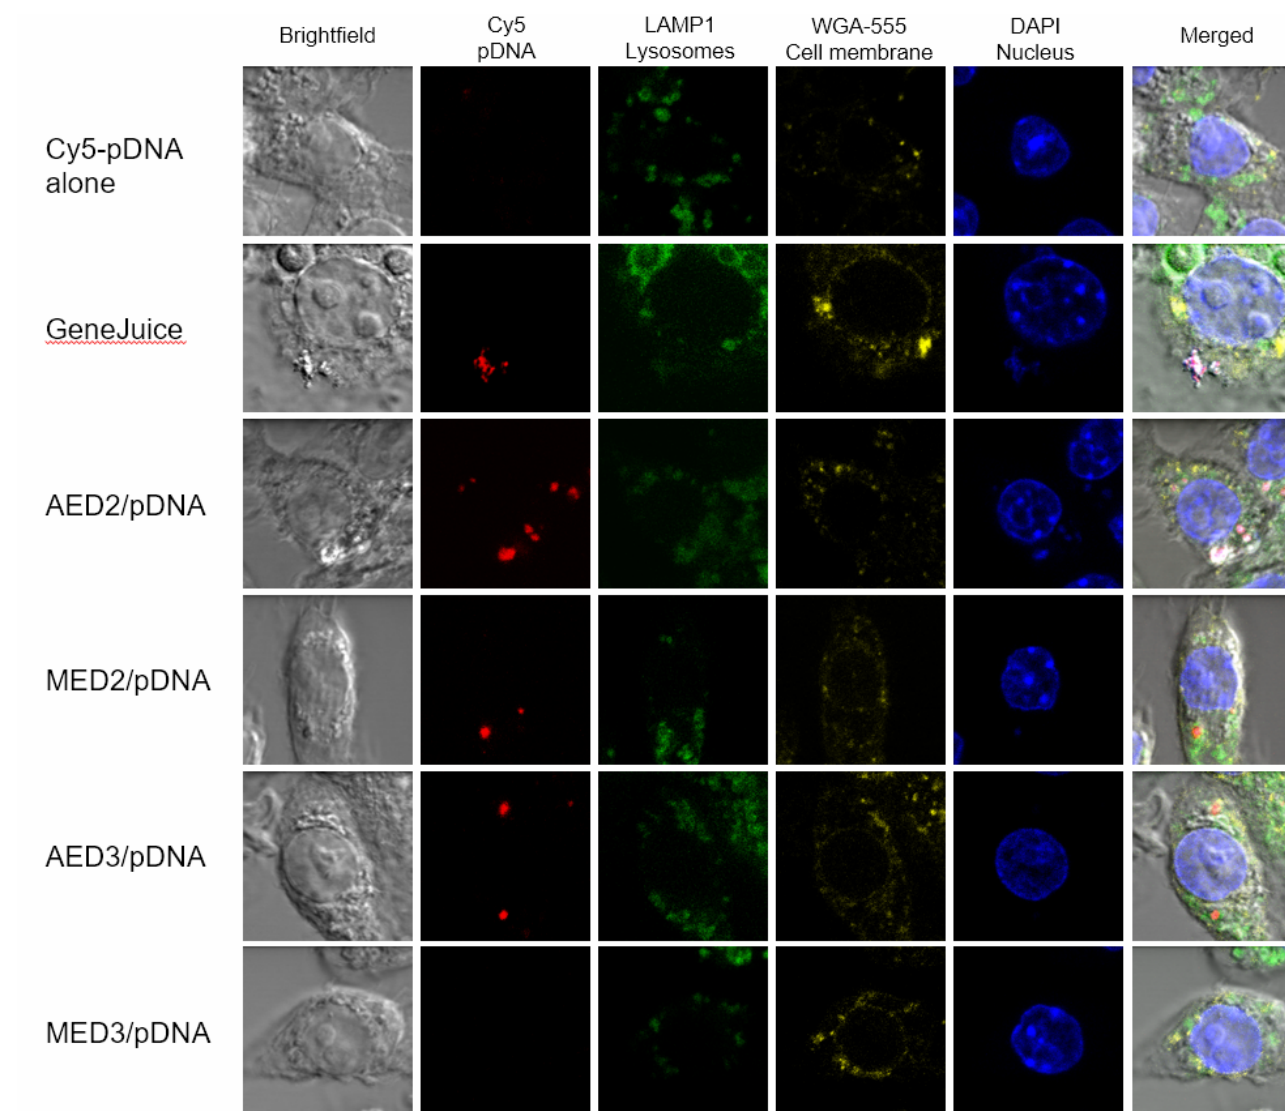 Brightfield
Cy5
pDNA
LAMP1
Lysosomes
WGA-555
Cell membrane
DAPI
Nucleus
Merged
Cy5-pDNA
alone
GeneJuice
AED2/pDNA
MED2/pDNA
AED3/pDNA
MED3/pDNA